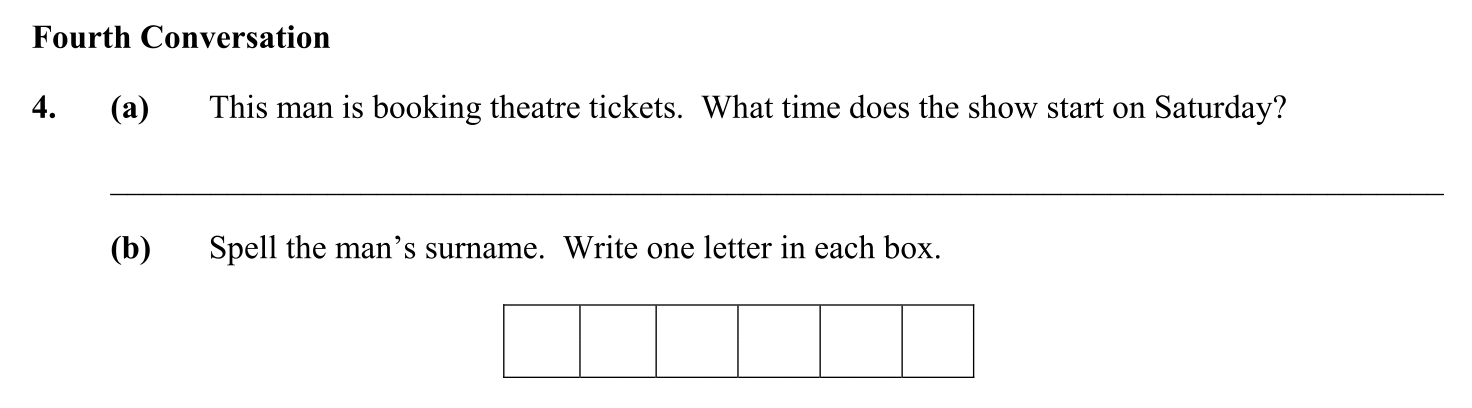 Fourth Conversation
4. (a) This man is booking theatre tickets. What time does the show start on Saturday?
(b) Spell the man’s surname. Write one letter in each box.